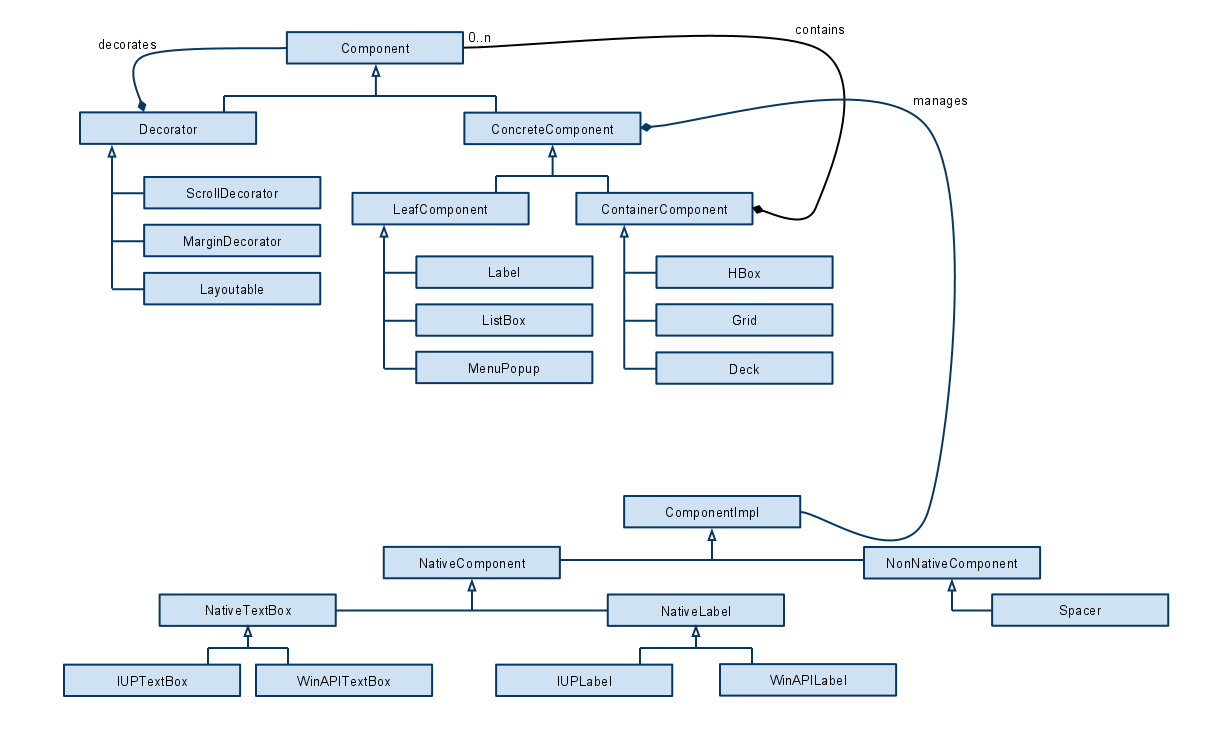 contains
0..n
decorates
Component
manages
Decorator
ConcreteComponent
ScrollDecorator
LeafComponent
ContainerComponent
MarginDecorator
Label
HBox
Layoutable
ListBox
Grid
MenuPopup
Deck
ComponentImpl
NativeComponent
NonNativeComponent
NativeTextBox
NativeLabel
Spacer
IUPTextBox
WinAPITextBox
IUPLabel
WinAPILabel